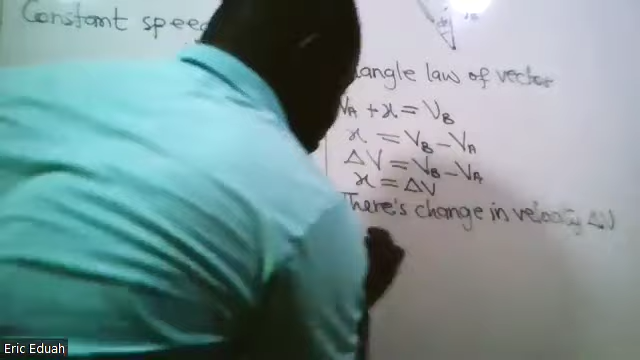 Constant speed
angle law of vector
VA + x = VB
x = VB - VA
ΔV = VB - VA
x = ΔV
There's change in velocity ΔV
Eric Eduah